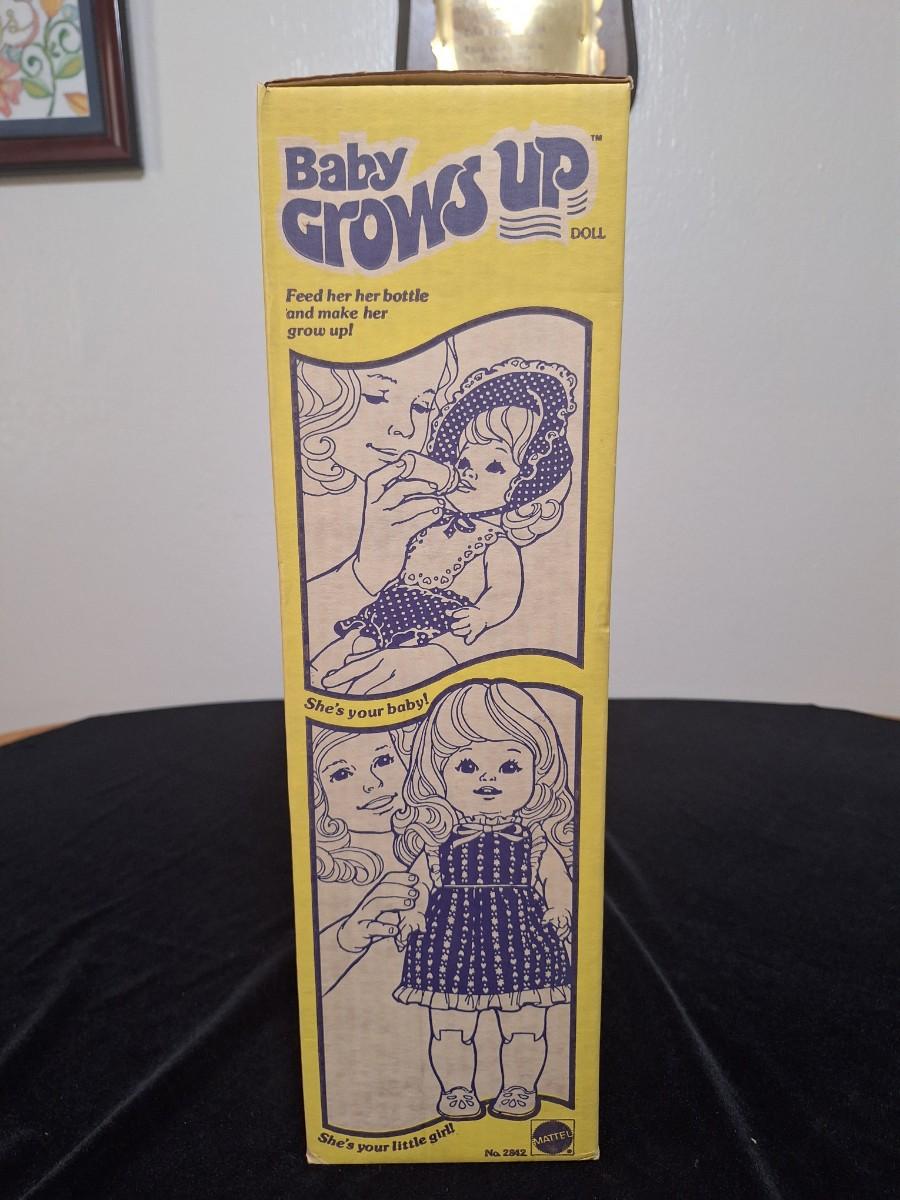 Baby
Grows Up™
DOLL
Feed her her bottle
and make her
grow up!
She's your baby!
She's your little girl!
No. 2842
MATTEL